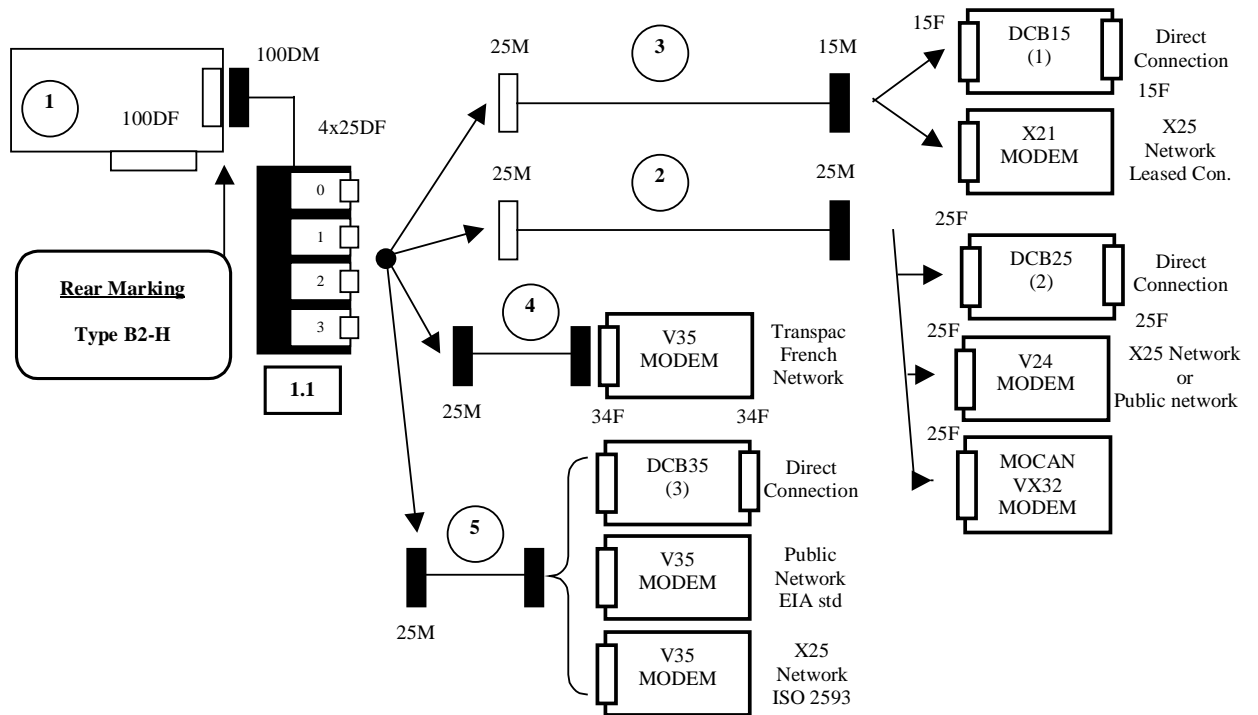 1
100DF
100DM
4x25DF
0
1
2
3
1.1
Rear Marking
Type B2-H
25M
3
15M
15F
DCB15
(1)
Direct
Connection
15F
X21
MODEM
X25
Network
Leased Con.
25M
2
25M
25F
DCB25
(2)
Direct
Connection
25F
25F
V24
MODEM
X25 Network
or
Public network
25F
MOCAN
VX32
MODEM
4
25M
V35
MODEM
Transpac
French
Network
34F
34F
5
25M
DCB35
(3)
Direct
Connection
V35
MODEM
Public
Network
EIA std
V35
MODEM
X25
Network
ISO 2593